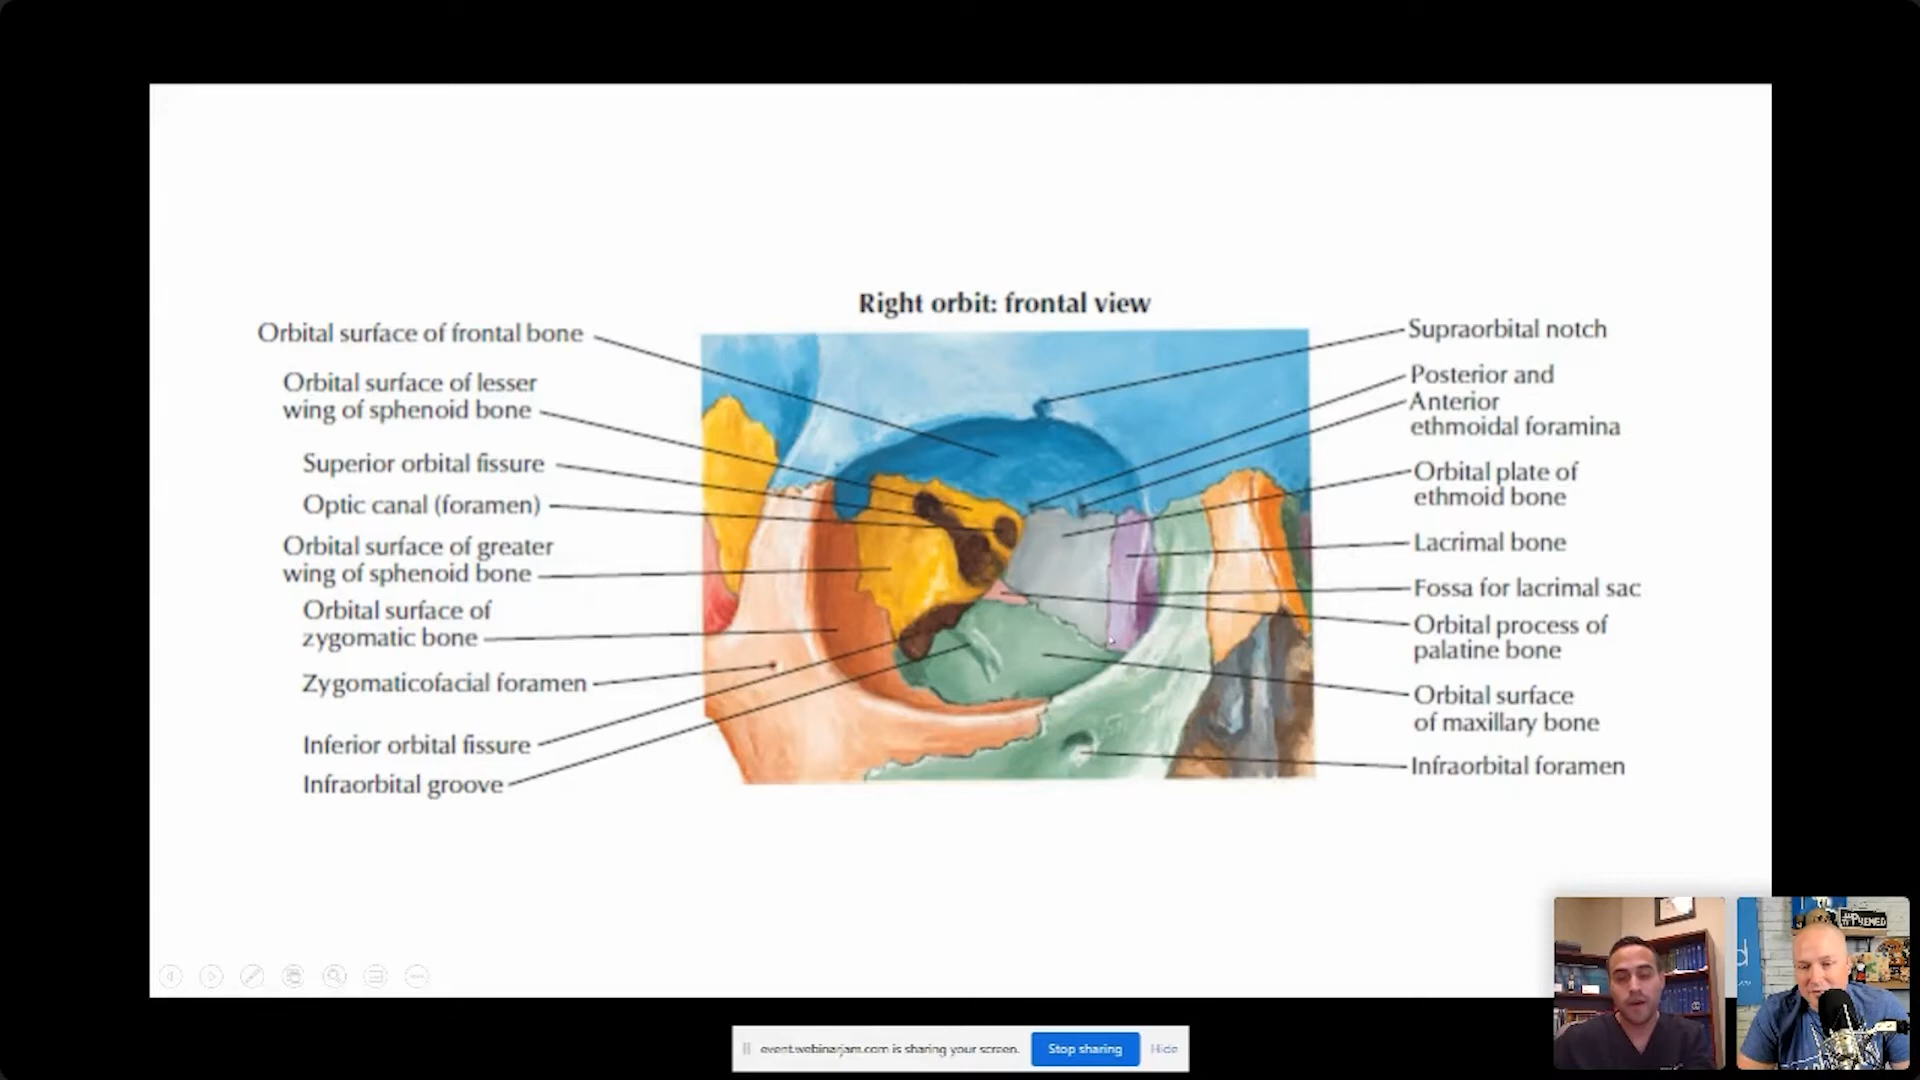 Right orbit: frontal view
Orbital surface of frontal bone
Orbital surface of lesser
wing of sphenoid bone
Superior orbital fissure
Optic canal (foramen)
Orbital surface of greater
wing of sphenoid bone
Orbital surface of
zygomatic bone
Zygomaticofacial foramen
Inferior orbital fissure
Infraorbital groove
Supraorbital notch
Posterior and
Anterior
ethmoidal foramina
Orbital plate of
ethmoid bone
Lacrimal bone
Fossa for lacrimal sac
Orbital process of
palatine bone
Orbital surface
of maxillary bone
Infraorbital foramen
#PREMED
d
event.webinarjam.com is sharing your screen.
Stop sharing
Hide